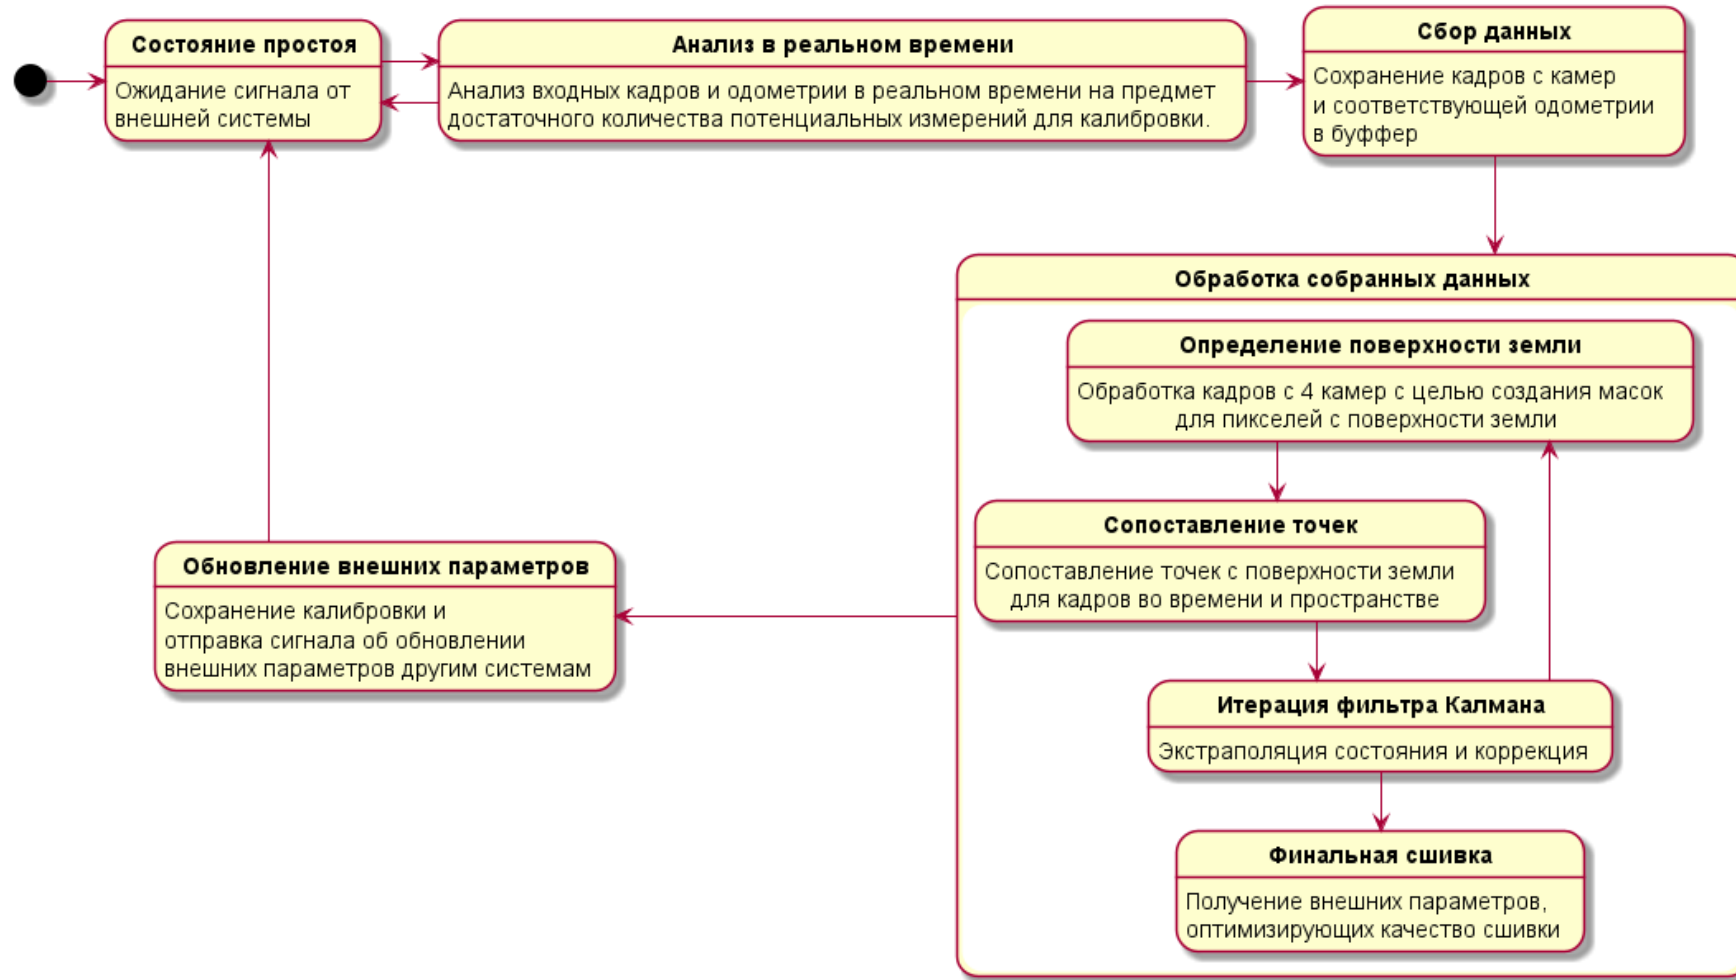 Состояние простоя
Ожидание сигнала от
внешней системы
Анализ в реальном времени
Анализ входных кадров и одометрии в реальном времени на предмет
достаточного количества потенциальных измерений для калибровки.
Сбор данных
Сохранение кадров с камер
и соответствующей одометрии
в буффер
Обработка собранных данных
Определение поверхности земли
Обработка кадров с 4 камер с целью создания масок
для пикселей с поверхности земли
Сопоставление точек
Сопоставление точек с поверхности земли
для кадров во времени и пространстве
Обновление внешних параметров
Сохранение калибровки и
отправка сигнала об обновлении
внешних параметров другим системам
Итерация фильтра Калмана
Экстраполяция состояния и коррекция
Финальная сшивка
Получение внешних параметров,
оптимизирующих качество сшивки